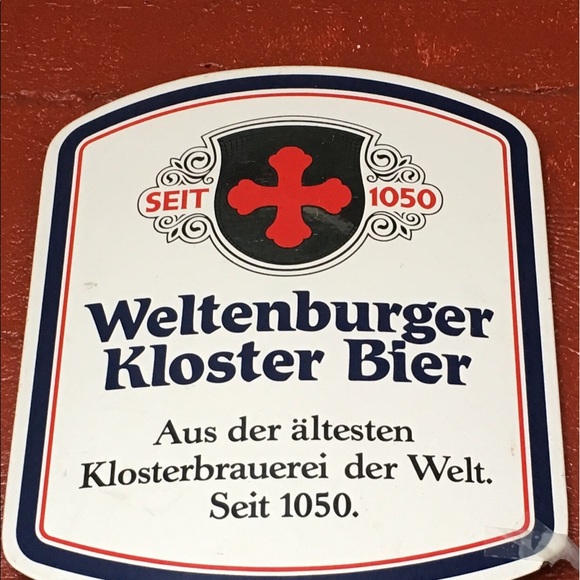 SEIT 1050
Weltenburger
Kloster Bier
Aus der ältesten
Klosterbrauerei der Welt.
Seit 1050.